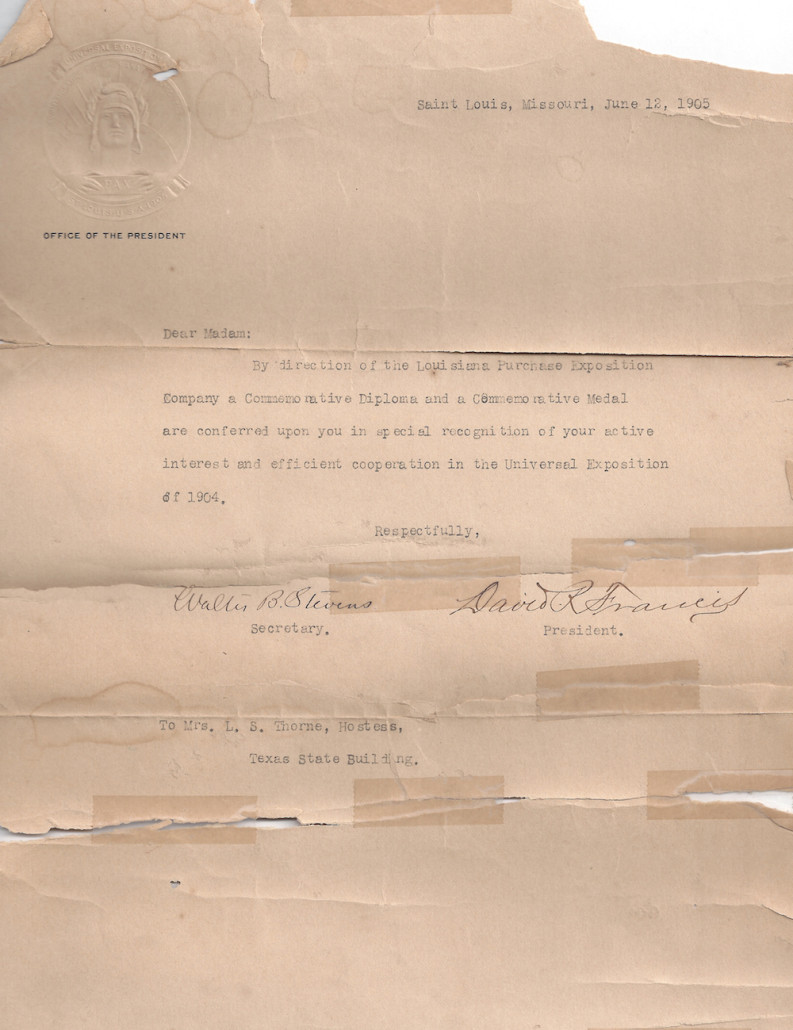 UNIVERSAL EXPOSITION
PAX
Saint Louis, Missouri, June 12, 1905
OFFICE OF THE PRESIDENT
Dear Madam:
By direction of the Louisiana Purchase Exposition
Company a Commemorative Diploma and a Commemorative Medal
are conferred upon you in special recognition of your active
interest and efficient cooperation in the Universal Exposition
of 1904.
Respectfully,
Walter B. Stevens David R Francis
Secretary. President.
To Mrs. L. S. Thorne, Hostess,
Texas State Building.